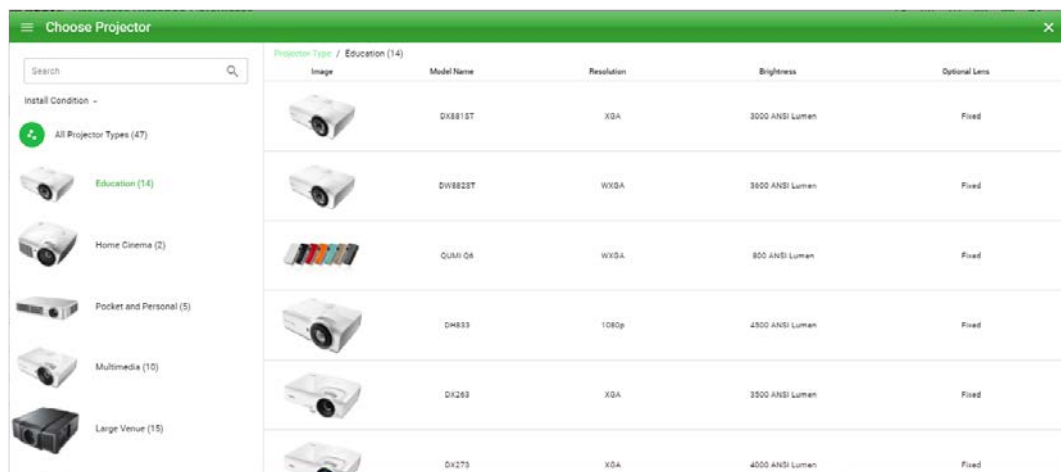 Choose Projector
Search
Install Condition
All Projector Types (47)
Education (14)
Home Cinema (2)
Pocket and Personal (5)
Multimedia (10)
Large Venue (15)
Projector Type / Education (14)
Image Model Name Resolution Brightness Optional Lens
DX881ST XGA 3000 ANSI Lumen Fixed
DW882ST WXGA 3600 ANSI Lumen Fixed
QUMI Q6 WXGA 800 ANSI Lumen Fixed
DH833 1080p 4500 ANSI Lumen Fixed
DX263 XGA 3500 ANSI Lumen Fixed
DX273 XGA 4000 ANSI Lumen Fixed